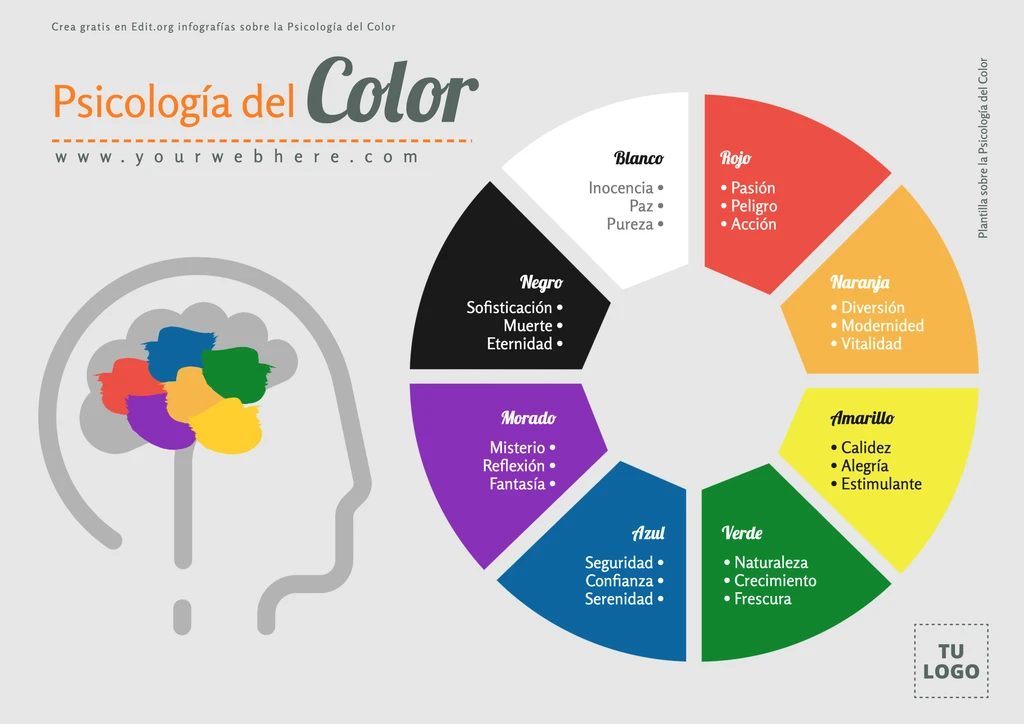 Crea gratis en Edit.org infografías sobre la Psicología del Color
Psicología del Color
www.yourwebhere.com
Plantilla sobre la Psicología del Color
Blanco
Inocencia •
Paz •
Pureza •
Rojo
• Pasión
• Peligro
• Acción
Negro
Sofisticación •
Muerte •
Eternidad •
Naranja
• Diversión
• Modernided
• Vitalidad
Morado
Misterio •
Reflexión •
Fantasía •
Amarillo
• Calidez
• Alegría
• Estimulante
Azul
Seguridad •
Confianza •
Serenidad •
Verde
• Naturaleza
• Crecimiento
• Frescura
TU
LOGO